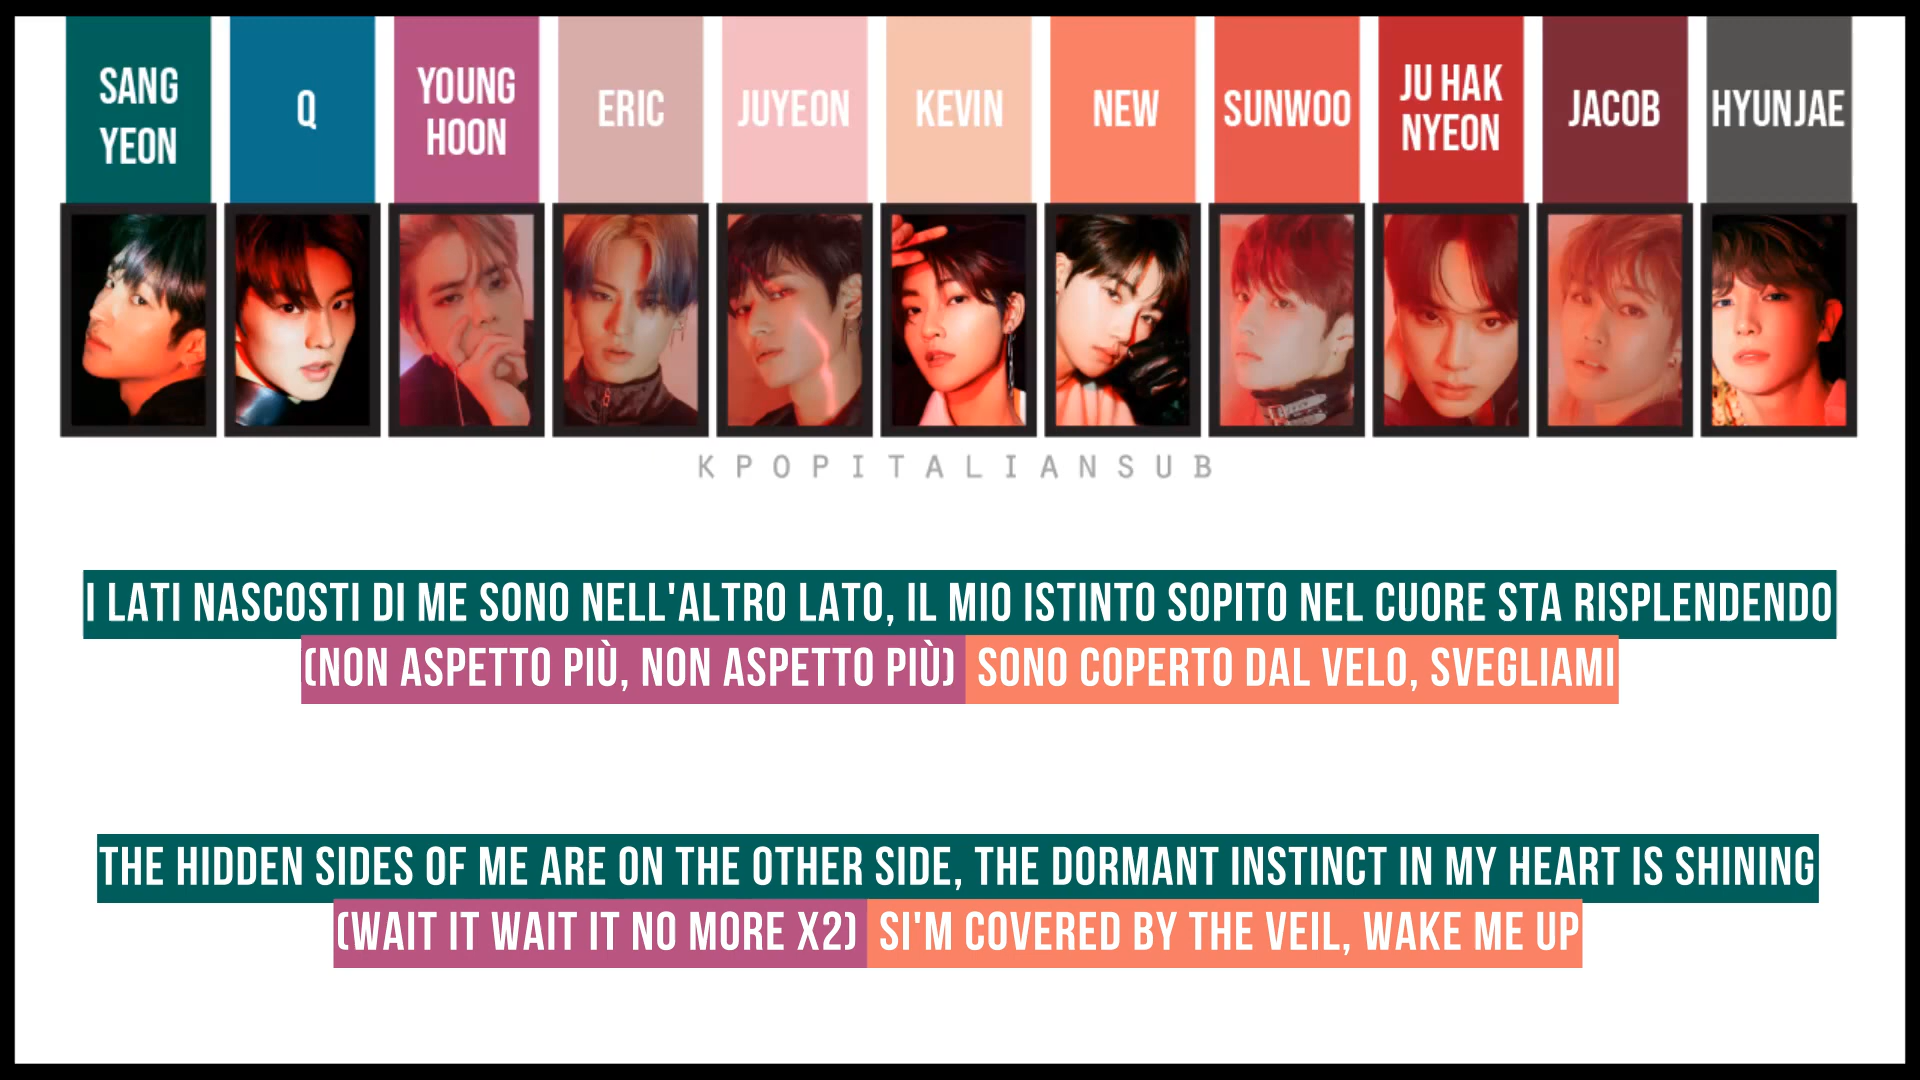 SANG YEON
Q
YOUNG HOON
ERIC
JUYEON
KEVIN
NEW
SUNWOO
JU HAK NYEON
JACOB
HYUNJAE
KPOPITALIANSUB
I LATI NASCOSTI DI ME SONO NELL'ALTRO LATO, IL MIO ISTINTO SOPITO NEL CUORE STA RISPLENDENDO
(NON ASPETTO PIÙ, NON ASPETTO PIÙ) SONO COPERTO DAL VELO, SVEGLIAMI
THE HIDDEN SIDES OF ME ARE ON THE OTHER SIDE, THE DORMANT INSTINCT IN MY HEART IS SHINING
(WAIT IT WAIT IT NO MORE X2) SI'M COVERED BY THE VEIL, WAKE ME UP